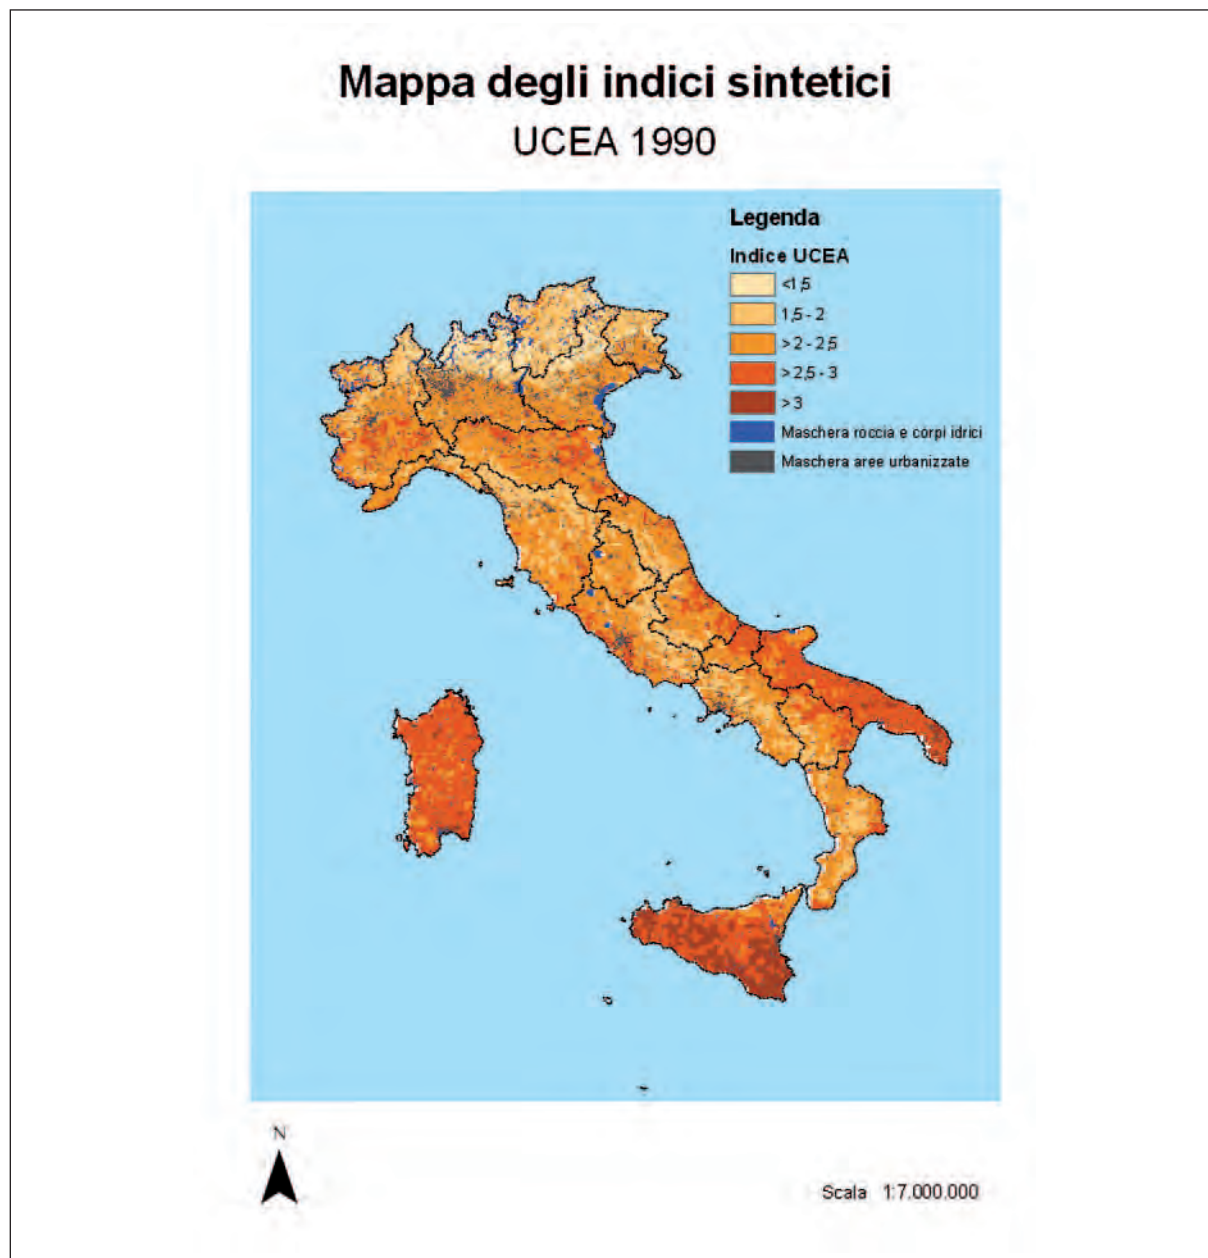 Mappa degli indici sintetici
UCEA 1990
Legenda
Indice UCEA
<1,5
1,5 - 2
>2 - 2,5
>2,5 - 3
>3
Maschera roccia e corpi idrici
Maschera aree urbanizzate
N
Scala 1:7.000.000